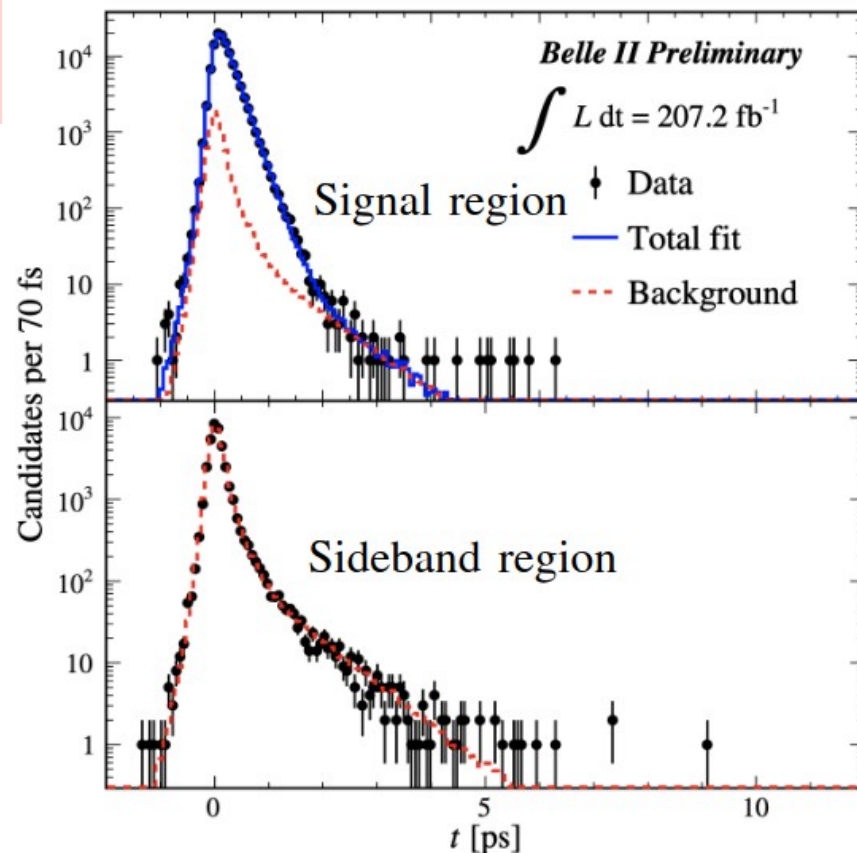 Belle II Preliminary
∫ L dt = 207.2 fb⁻¹
Data
Total fit
Background
Signal region
10⁴
10³
10²
10
1
Candidates per 70 fs
Sideband region
10⁴
10³
10²
10
1
0 5 10
t [ps]